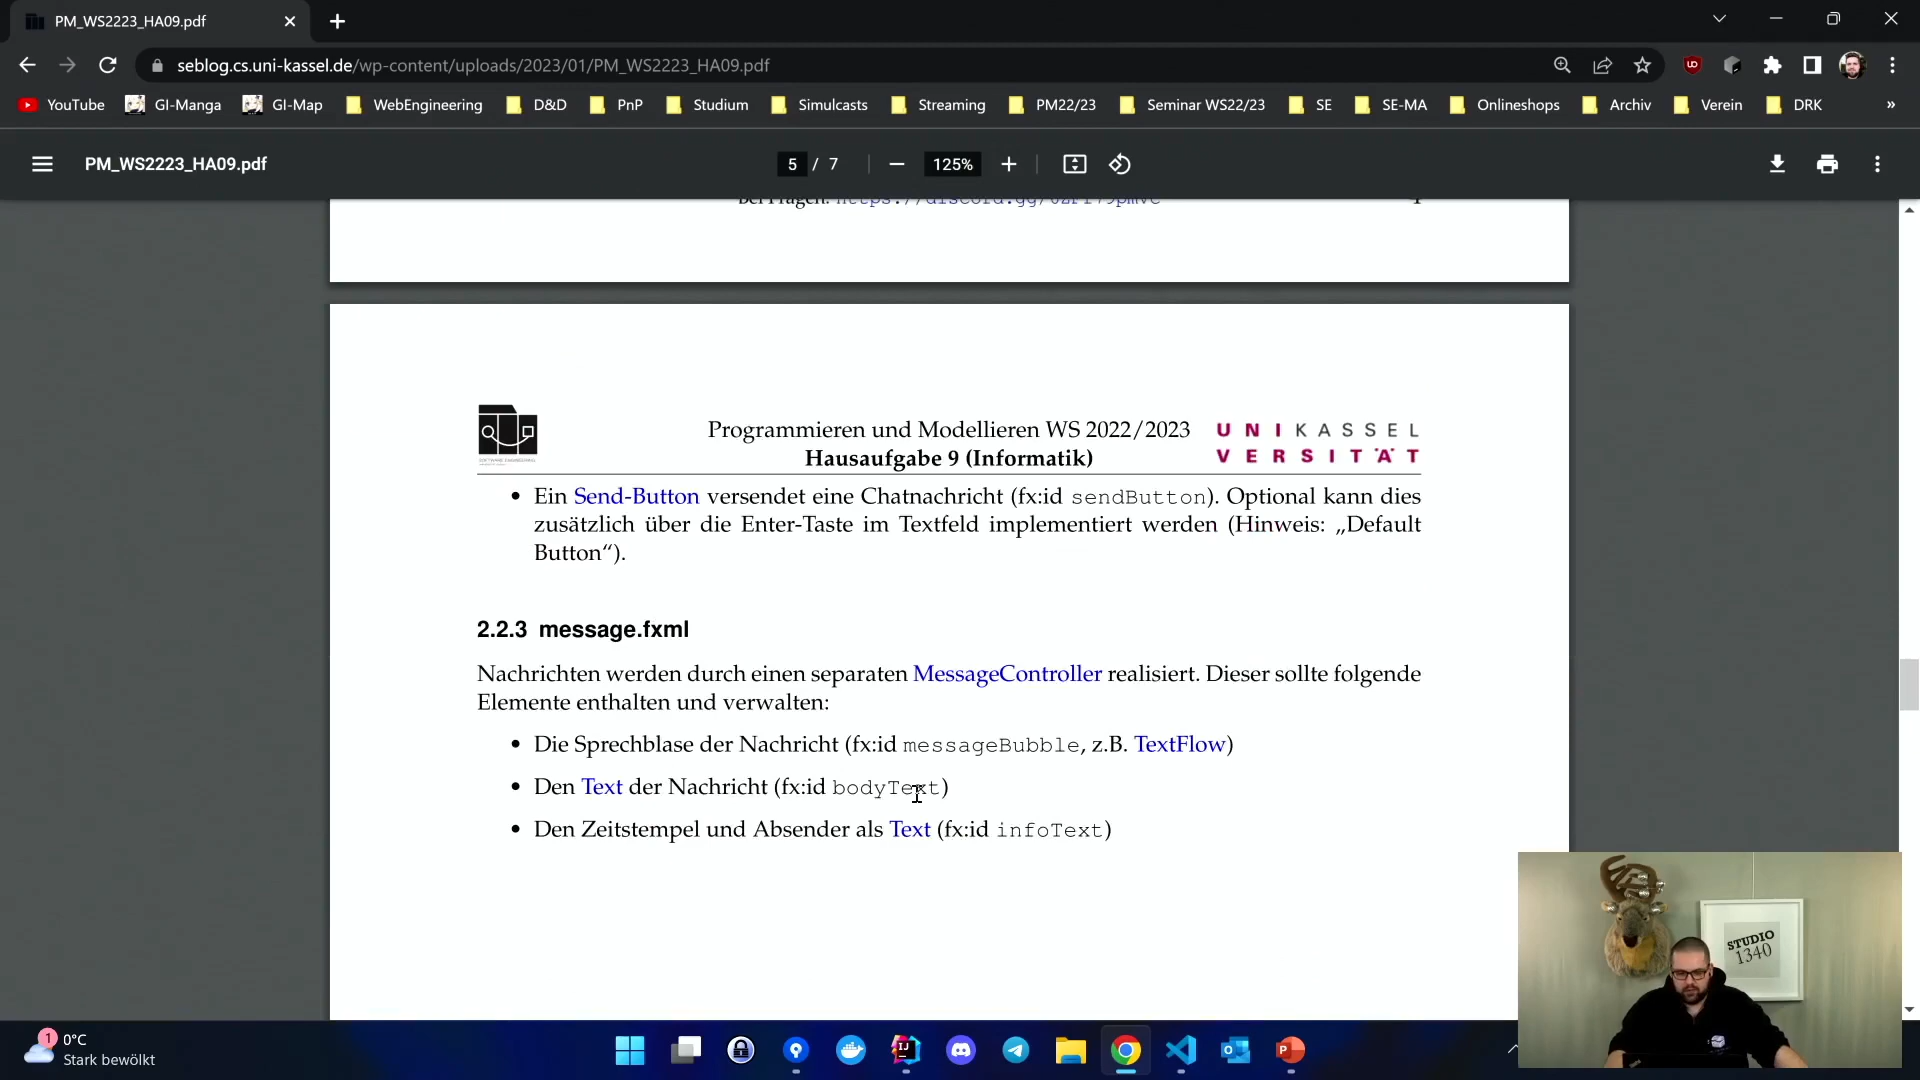 PM_WS2223_HA09.pdf
seblog.cs.uni-kassel.de/wp-content/uploads/2023/01/PM_WS2223_HA09.pdf
YouTube GI-Manga GI-Map WebEngineering D&D PnP Studium Simulcasts Streaming PM22/23 Seminar WS22/23 SE SE-MA Onlineshops Archiv Verein DRK »
PM_WS2223_HA09.pdf 5 / 7 125%
Bei Fragen:
Programmieren und Modellieren WS 2022/2023
Hausaufgabe 9 (Informatik)
UNIKASSEL
VERSITÄT
• Ein Send-Button versendet eine Chatnachricht (fx:id sendButton). Optional kann dies
zusätzlich über die Enter-Taste im Textfeld implementiert werden (Hinweis: „Default
Button“).
2.2.3 message.fxml
Nachrichten werden durch einen separaten MessageController realisiert. Dieser sollte folgende
Elemente enthalten und verwalten:
• Die Sprechblase der Nachricht (fx:id messageBubble, z.B. TextFlow)
• Den Text der Nachricht (fx:id bodyText)
• Den Zeitstempel und Absender als Text (fx:id infoText)
STUDIO
1340
1
0°C
Stark bewölkt